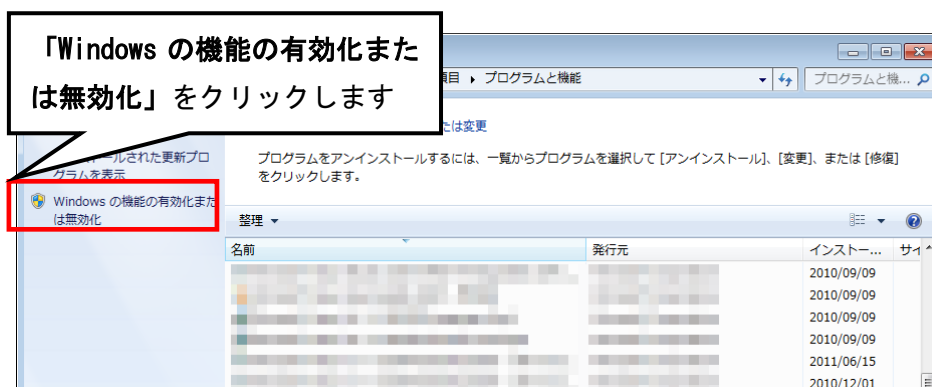 「Windows の機能の有効化また
は無効化」をクリックします
項目 ▸ プログラムと機能
プログラムと機...
たは変更
ールされた更新プロ
グラムを表示
プログラムをアンインストールするには、一覧からプログラムを選択して [アンインストール]、[変更]、または [修復]
をクリックします。
Windows の機能の有効化また
は無効化
整理
名前 発行元 インストー... サイ
2010/09/09
2010/09/09
2010/09/09
2010/09/09
2011/06/15
2010/12/01